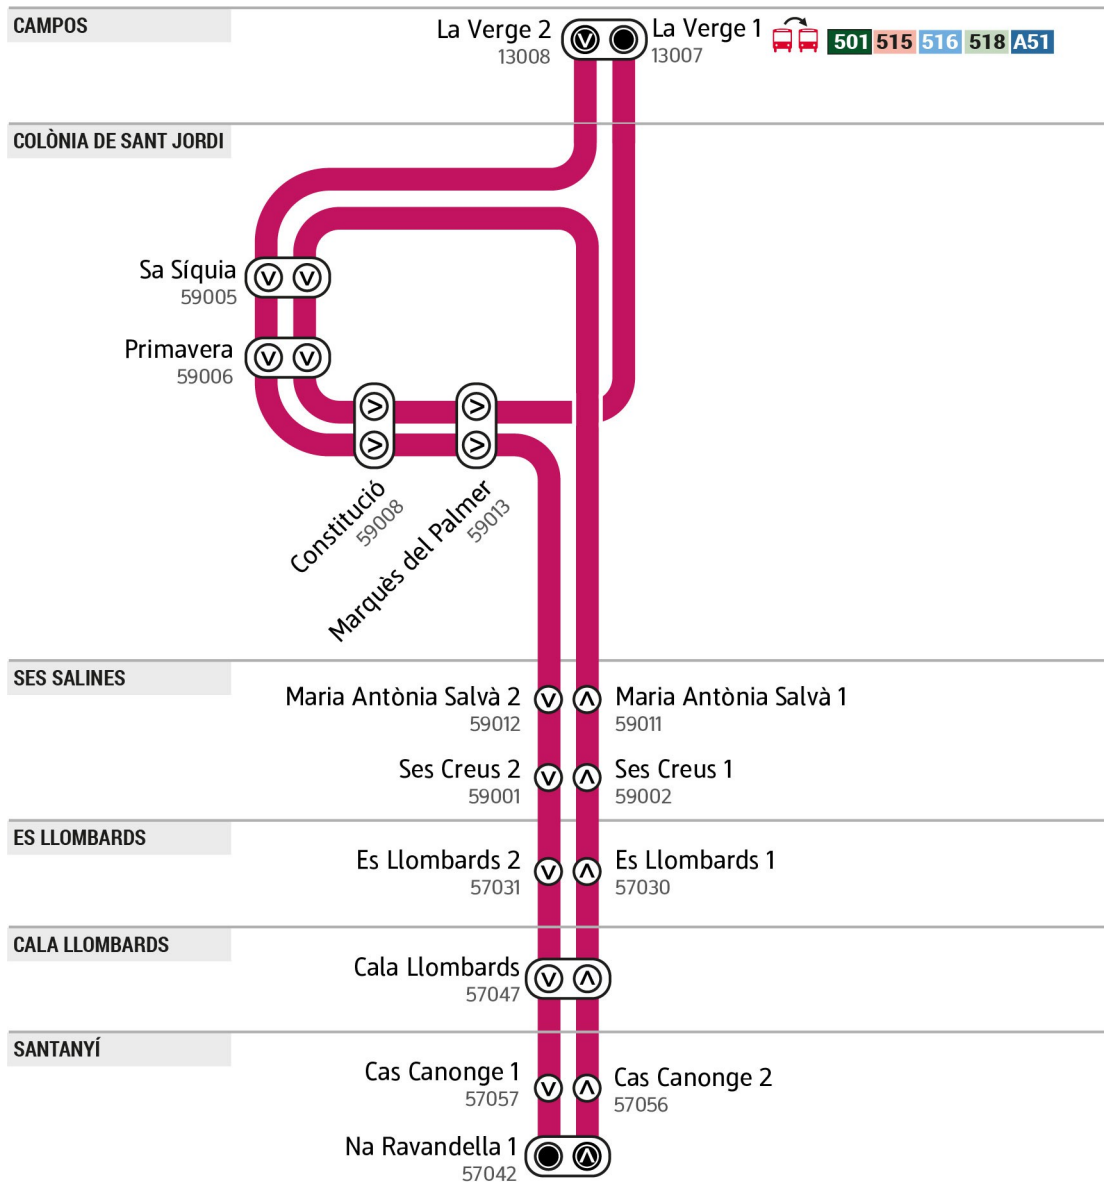 CAMPOS
La Verge 2
13008
La Verge 1
13007
501 515 516 518 A51
COLÒNIA DE SANT JORDI
Sa Síquia
59005
Primavera
59006
Constitució
59008
Marquès del Palmer
59013
SES SALINES
Maria Antònia Salvà 2
59012
Maria Antònia Salvà 1
59011
Ses Creus 2
59001
Ses Creus 1
59002
ES LLOMBARDS
Es Llombards 2
57031
Es Llombards 1
57030
CALA LLOMBARDS
Cala Llombards
57047
SANTANYÍ
Cas Canonge 1
57057
Cas Canonge 2
57056
Na Ravandella 1
57042